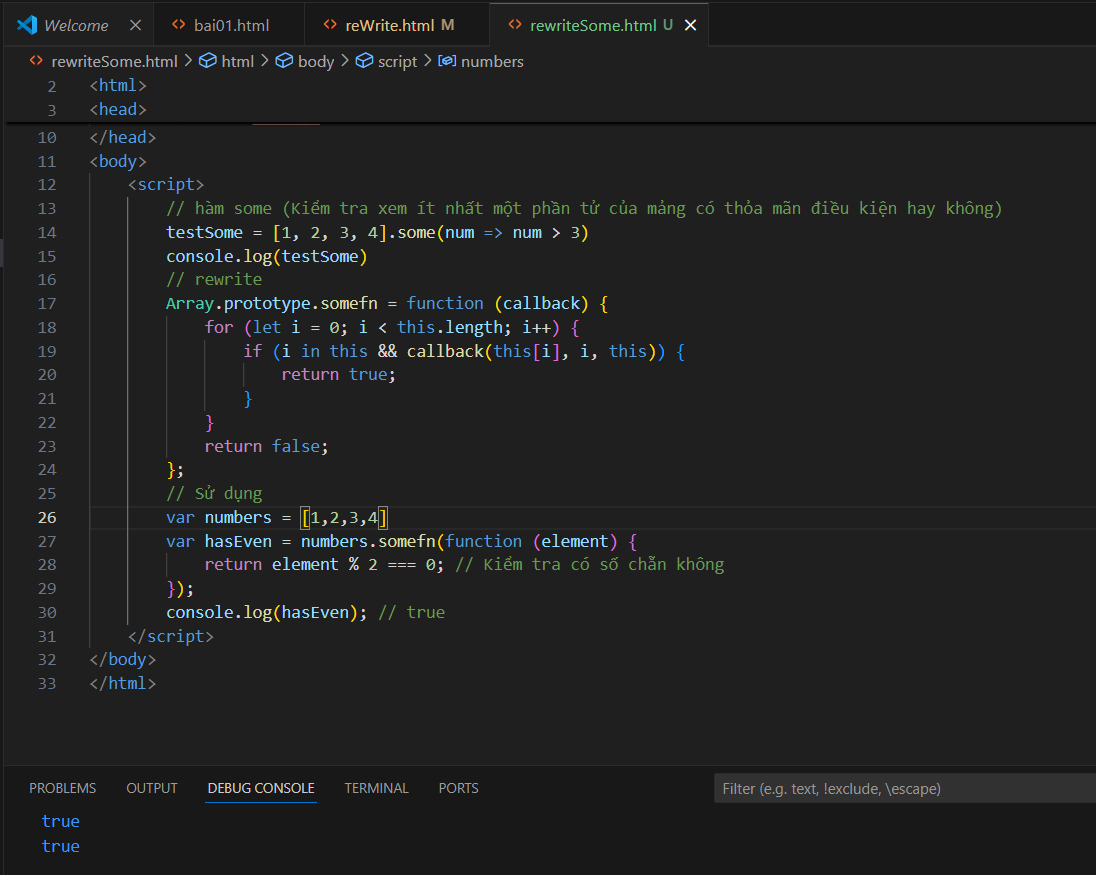 Welcome bai01.html reWrite.html M rewriteSome.html U
rewriteSome.html > html > body > script > numbers
2 <html>
3 <head>
10 </head>
11 <body>
12 <script>
13 // hàm some (Kiểm tra xem ít nhất một phần tử của mảng có thỏa mãn điều kiện hay không)
14 testSome = [1, 2, 3, 4].some(num => num > 3)
15 console.log(testSome)
16 // rewrite
17 Array.prototype.somefn = function (callback) {
18 for (let i = 0; i < this.length; i++) {
19 if (i in this && callback(this[i], i, this)) {
20 return true;
21 }
22 }
23 return false;
24 };
25 // Sử dụng
26 var numbers = [1,2,3,4]
27 var hasEven = numbers.somefn(function (element) {
28 return element % 2 === 0; // Kiểm tra có số chẵn không
29 });
30 console.log(hasEven); // true
31 </script>
32 </body>
33 </html>
PROBLEMS OUTPUT DEBUG CONSOLE TERMINAL PORTS Filter (e.g. text, !exclude, \escape)
true
true